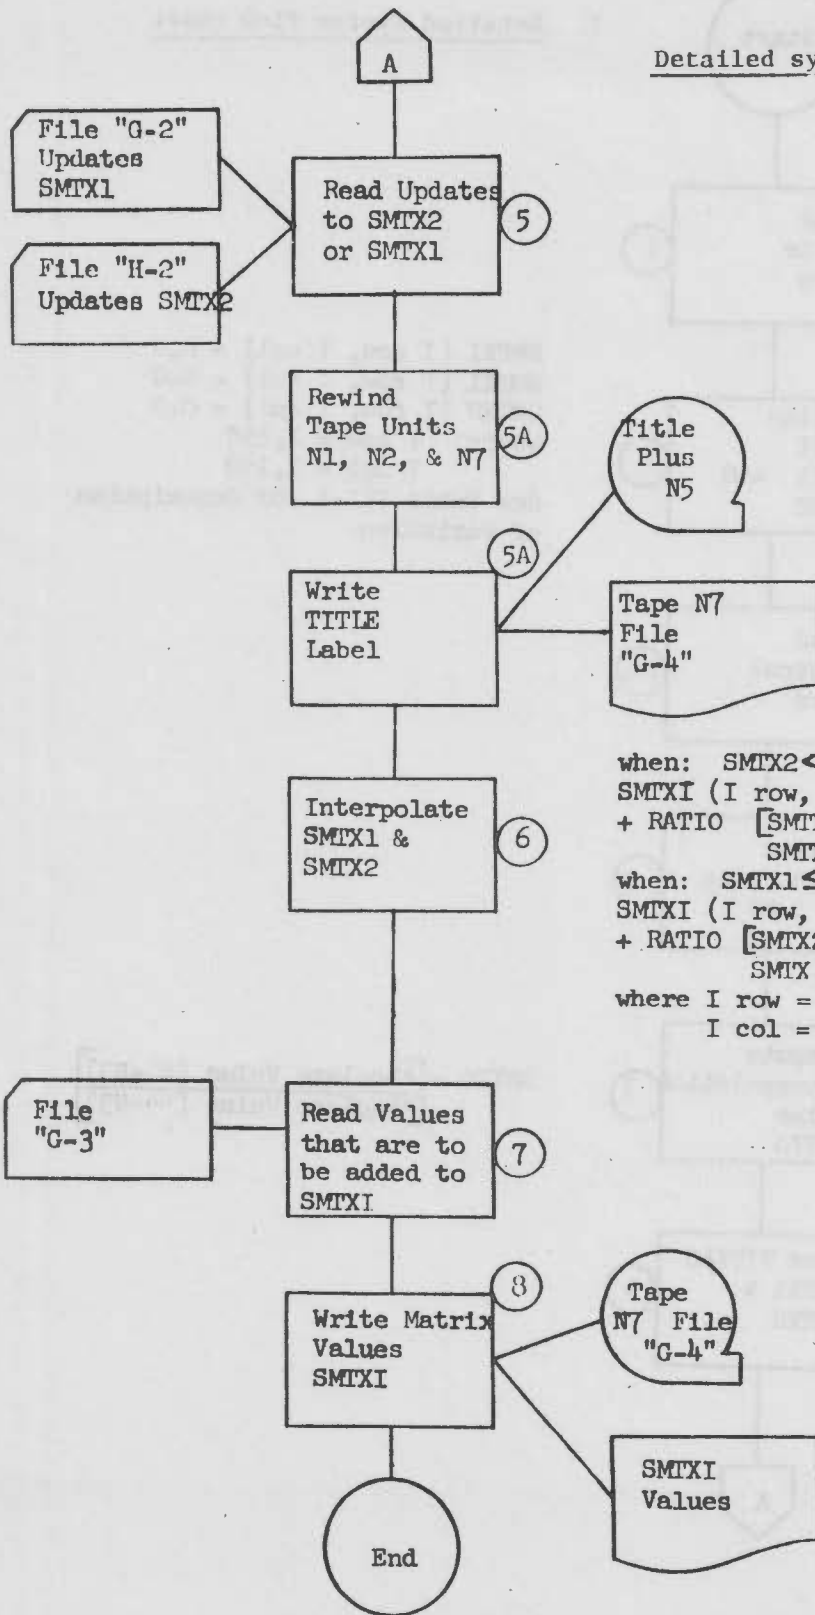 A
Detailed sy
File "G-2"
Updates
SMTX1
File "H-2"
Updates SMTX2
Read Updates
to SMTX2
or SMTX1
5
Rewind
Tape Units
N1, N2, & N7
5A
Title
Plus
N5
5A
Write
TITLE
Label
Tape N7
File
"G-4"
Interpolate
SMTX1 &
SMTX2
6
when: SMTX2<
SMTXI (I row,
+ RATIO [SMT
SMT
when: SMTX1≤
SMTXI (I row,
+ RATIO [SMTX2
SMTX
where I row =
I col =
File
"G-3"
Read Values
that are to
be added to
SMTXI
7
8
Write Matrix
Values
SMTXI
Tape
N7 File
"G-4"
SMTXI
Values
End